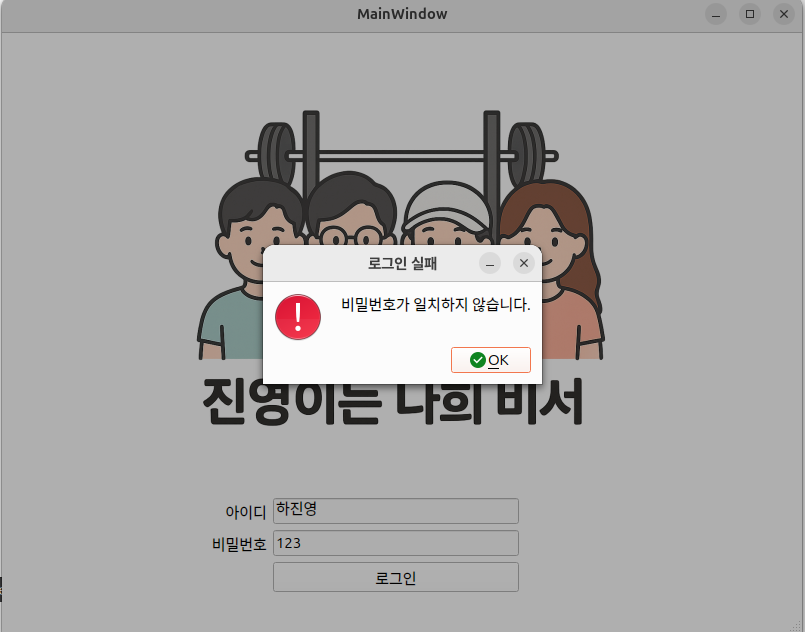 MainWindow
로그인 실패
비밀번호가 일치하지 않습니다.
OK
진영이는 나희 비서
아이디 하진영
비밀번호 123
로그인